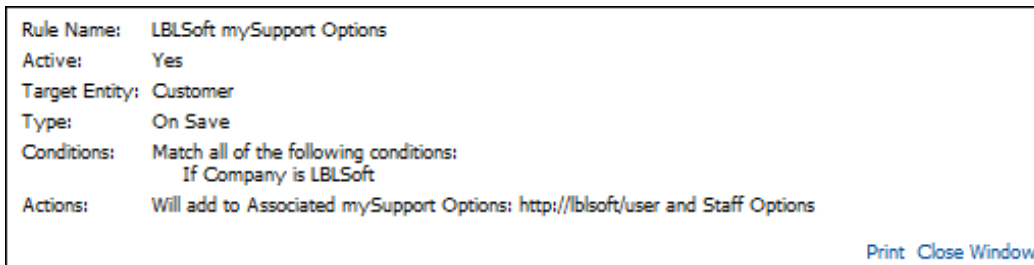 Rule Name: LBLSoft mySupport Options
Active: Yes
Target Entity: Customer
Type: On Save
Conditions: Match all of the following conditions:
If Company is LBLSoft
Actions: Will add to Associated mySupport Options: http://lblsoft/user and Staff Options
Print Close Window